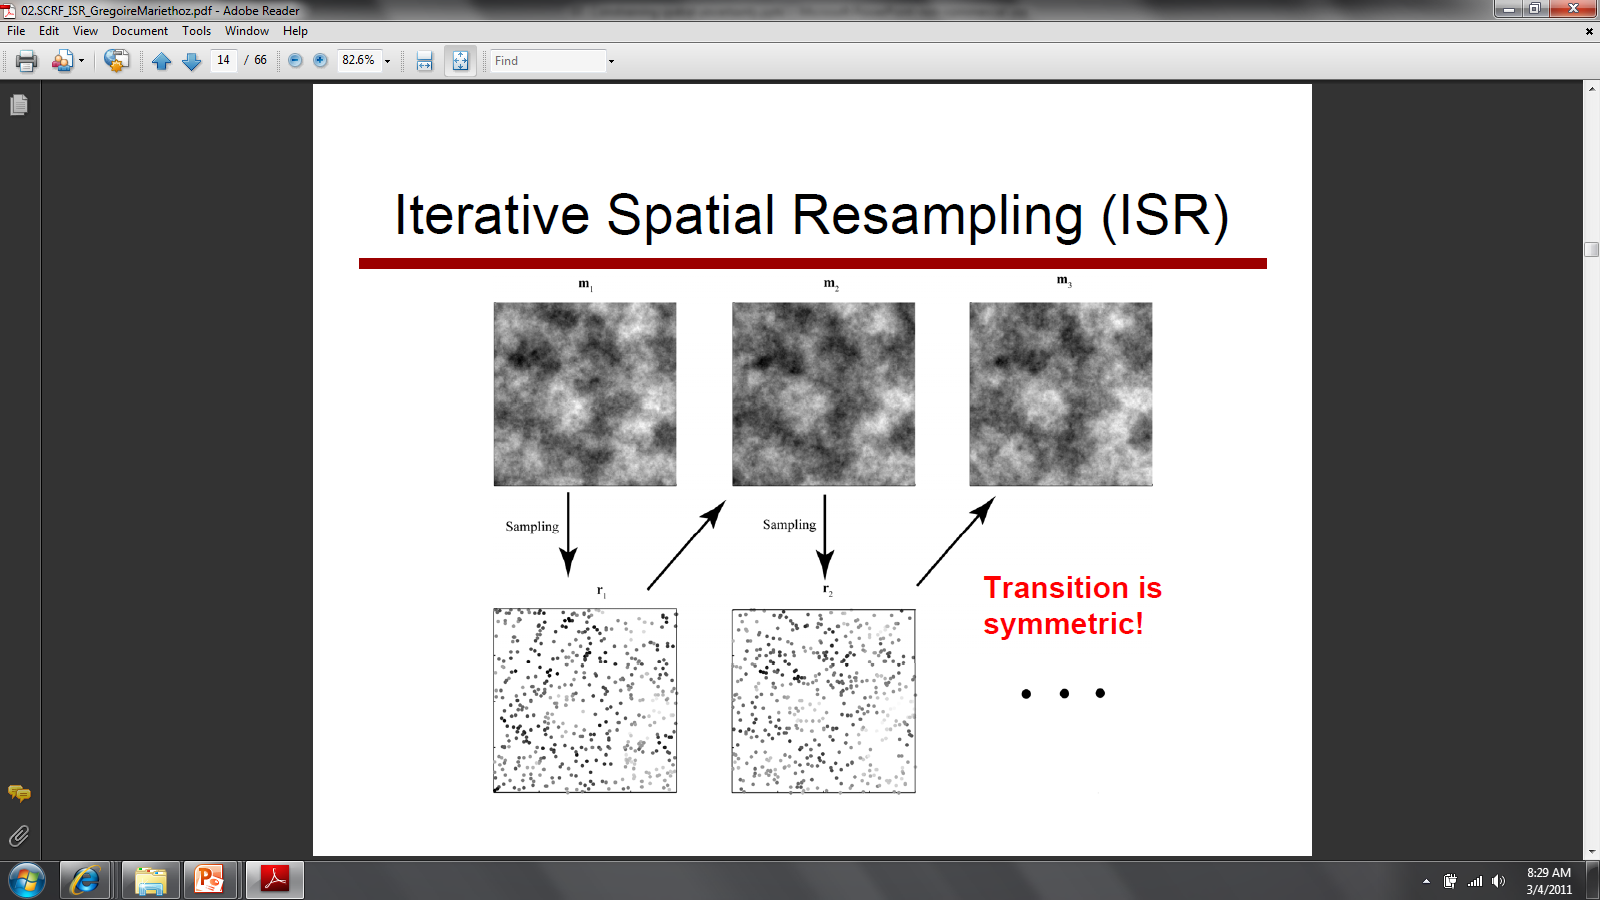 02.SCRF_ISR_GregoireMariethoz.pdf - Adobe Reader
File Edit View Document Tools Window Help
14 / 66 82.6% Find
Iterative Spatial Resampling (ISR)
m1 m2 m3
Sampling Sampling
r1 r2
Transition is
symmetric!
8:29 AM
3/4/2011